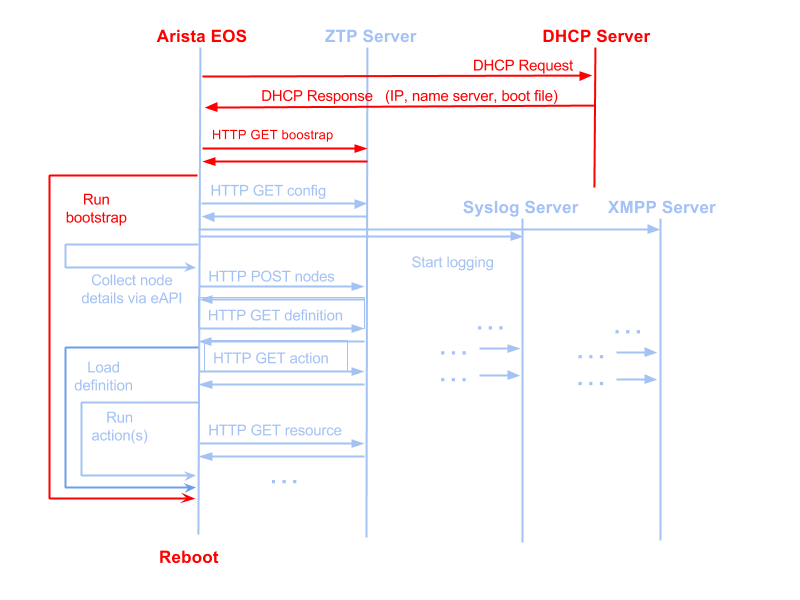 Arista EOS ZTP Server DHCP Server
DHCP Request
DHCP Response (IP, name server, boot file)
HTTP GET boostrap
Run
bootstrap
HTTP GET config
Syslog Server XMPP Server
Start logging
Collect node
details via eAPI
HTTP POST nodes
HTTP GET definition
... ...
... ...
HTTP GET action
Load
definition
... ...
Run
action(s)
HTTP GET resource
...
Reboot